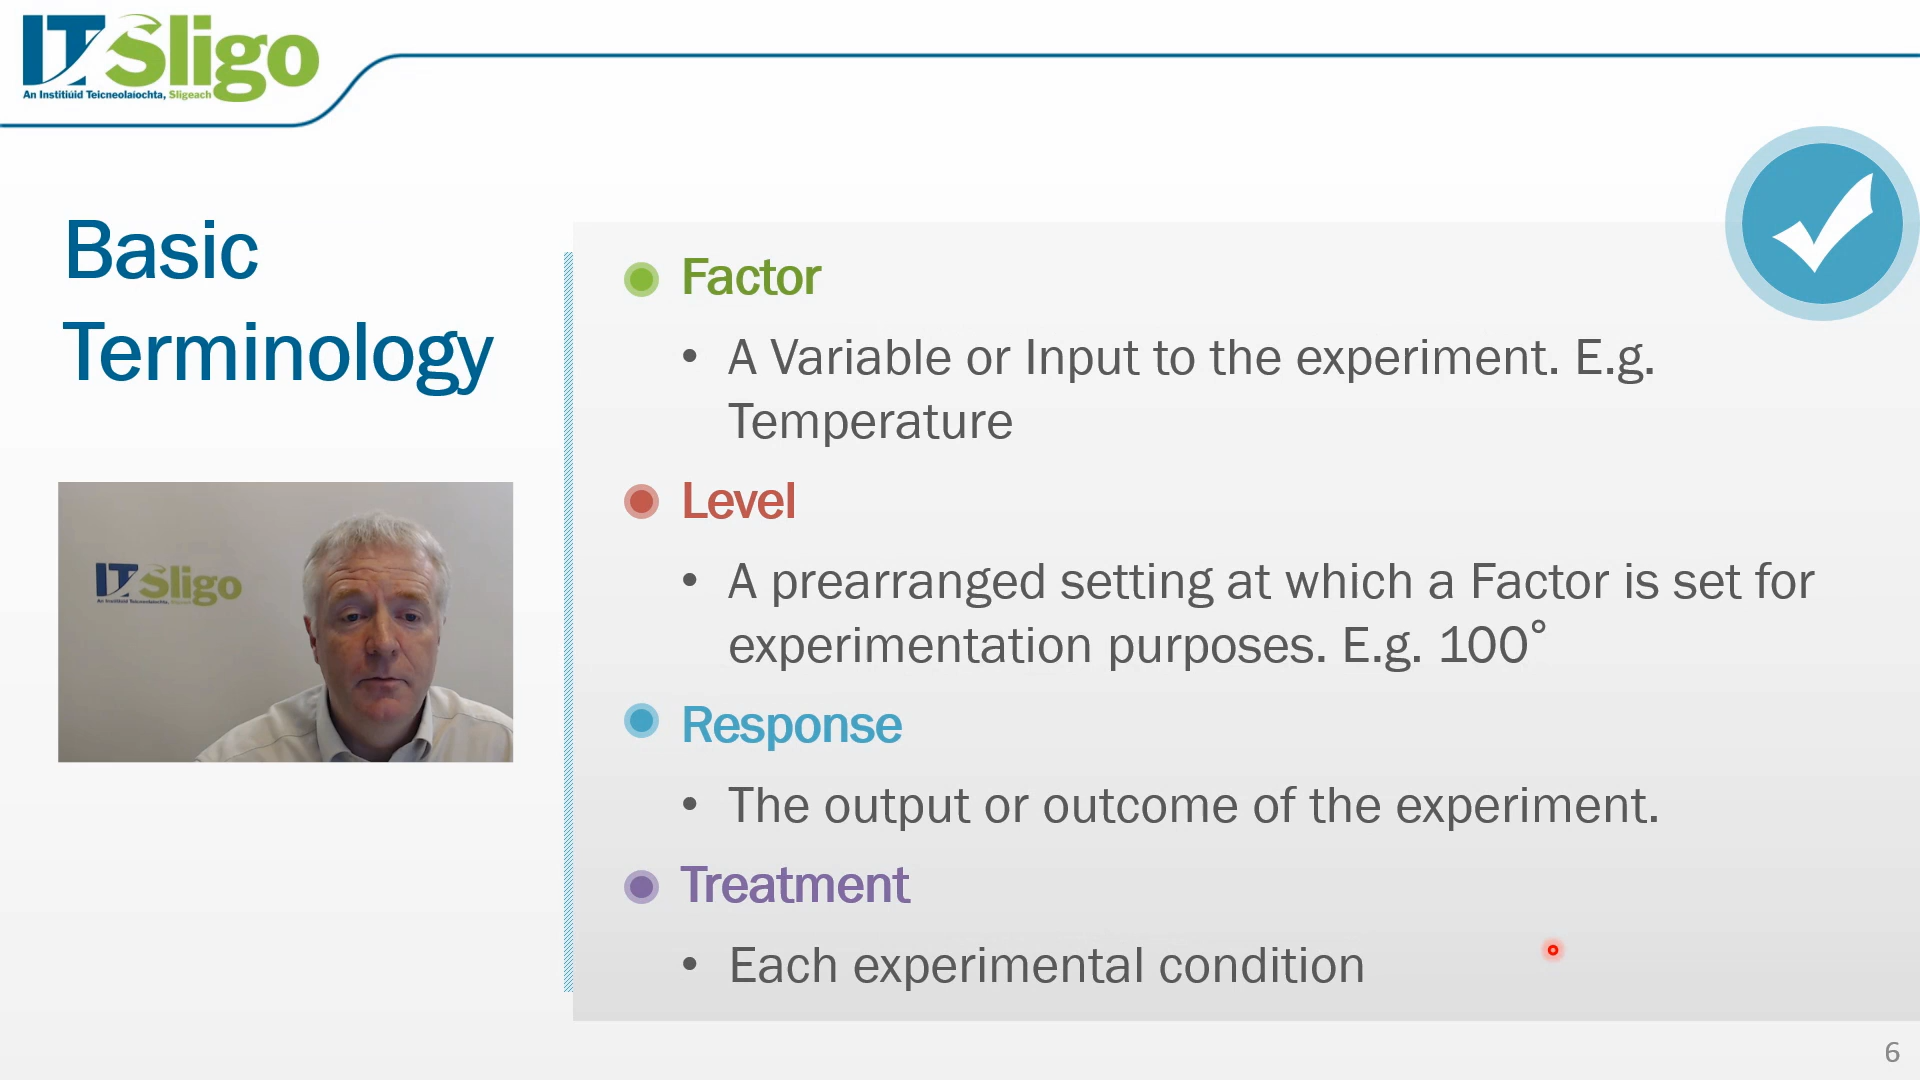 IT Sligo
An Institiúid Teicneolaíochta, Sligeach
Basic
Terminology
IT Sligo
Factor
• A Variable or Input to the experiment. E.g.
Temperature
Level
• A prearranged setting at which a Factor is set for
experimentation purposes. E.g. 100°
Response
• The output or outcome of the experiment.
Treatment
• Each experimental condition
6